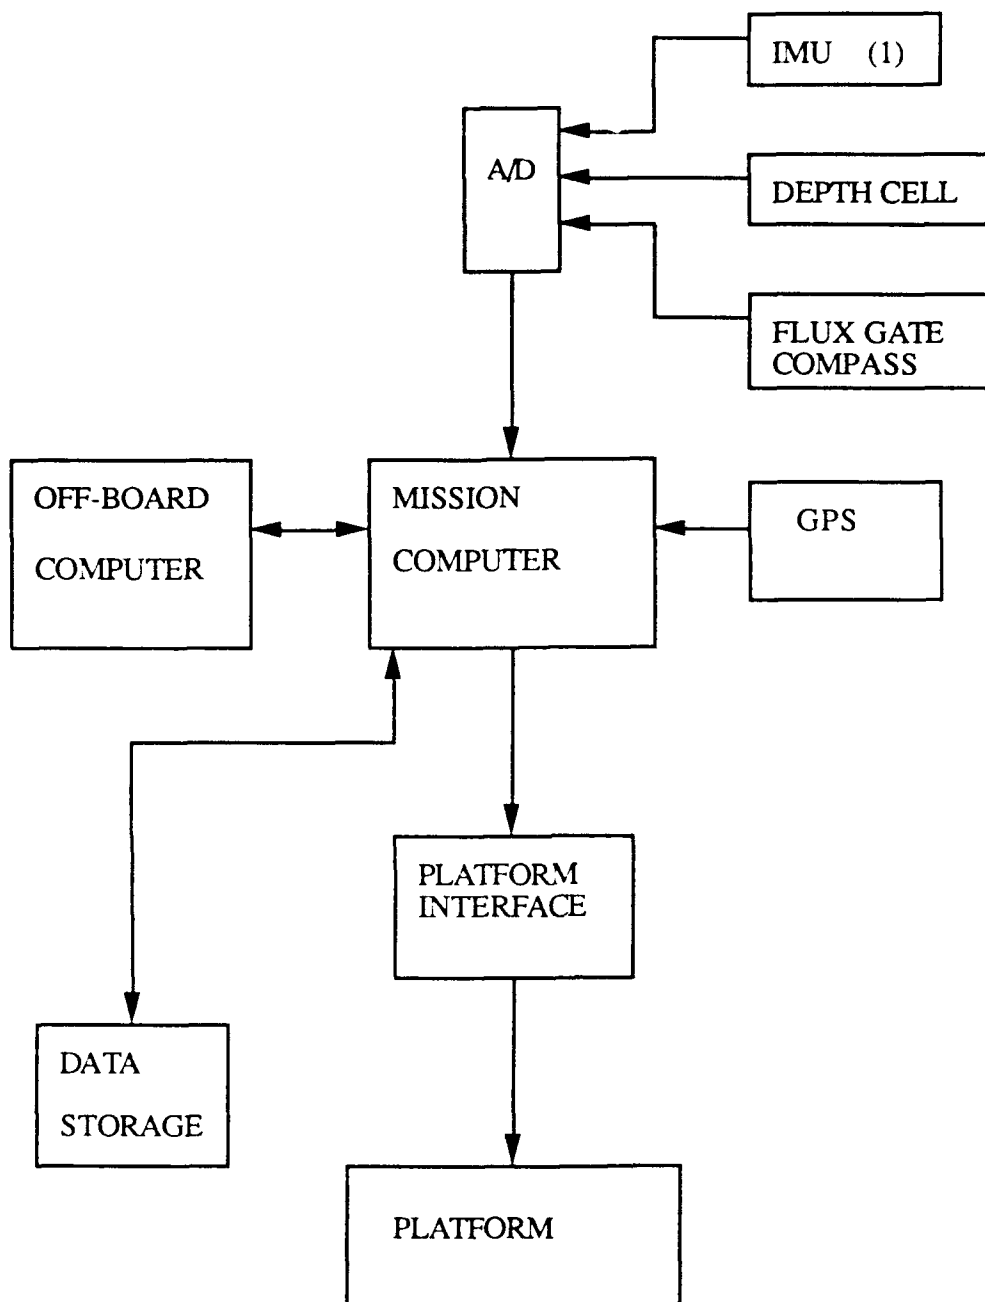 IMU (1)
A/D
DEPTH CELL
FLUX GATE
COMPASS
OFF-BOARD
COMPUTER
MISSION
COMPUTER
GPS
PLATFORM
INTERFACE
DATA
STORAGE
PLATFORM